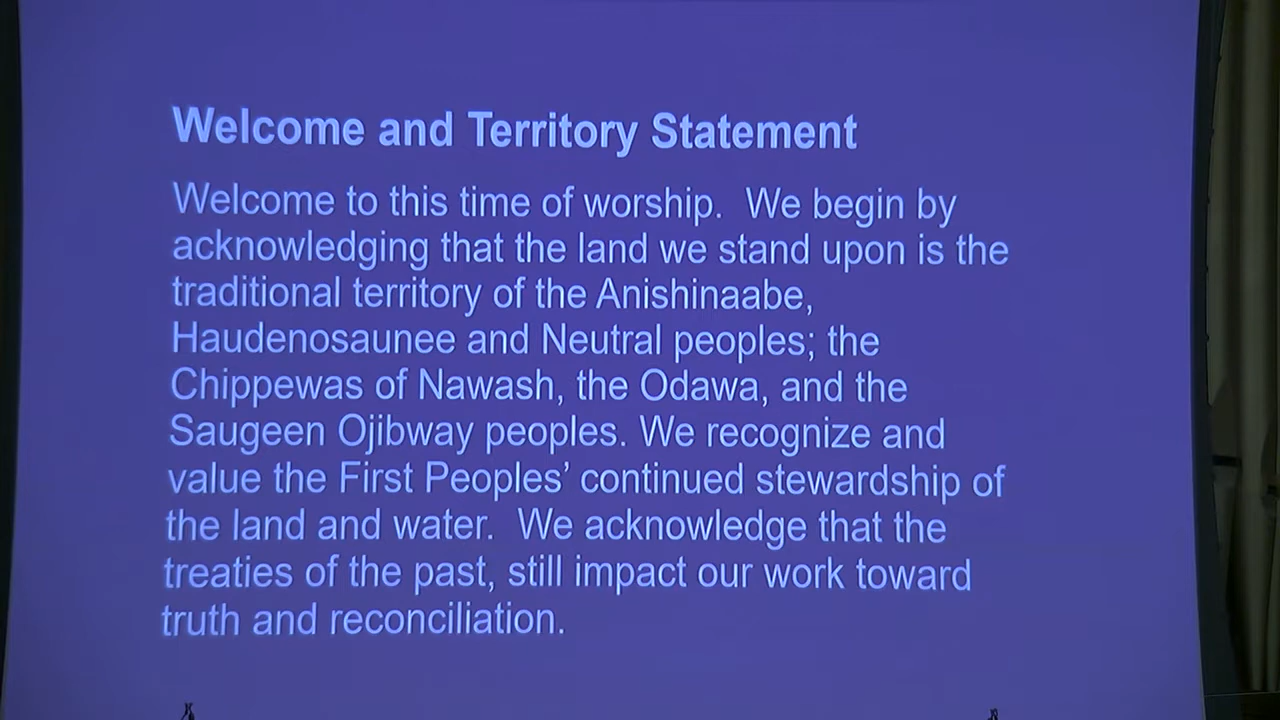 Welcome and Territory Statement
Welcome to this time of worship.  We begin by
acknowledging that the land we stand upon is the
traditional territory of the Anishinaabe,
Haudenosaunee and Neutral peoples; the
Chippewas of Nawash, the Odawa, and the
Saugeen Ojibway peoples. We recognize and
value the First Peoples’ continued stewardship of
the land and water.  We acknowledge that the
treaties of the past, still impact our work toward
truth and reconciliation.